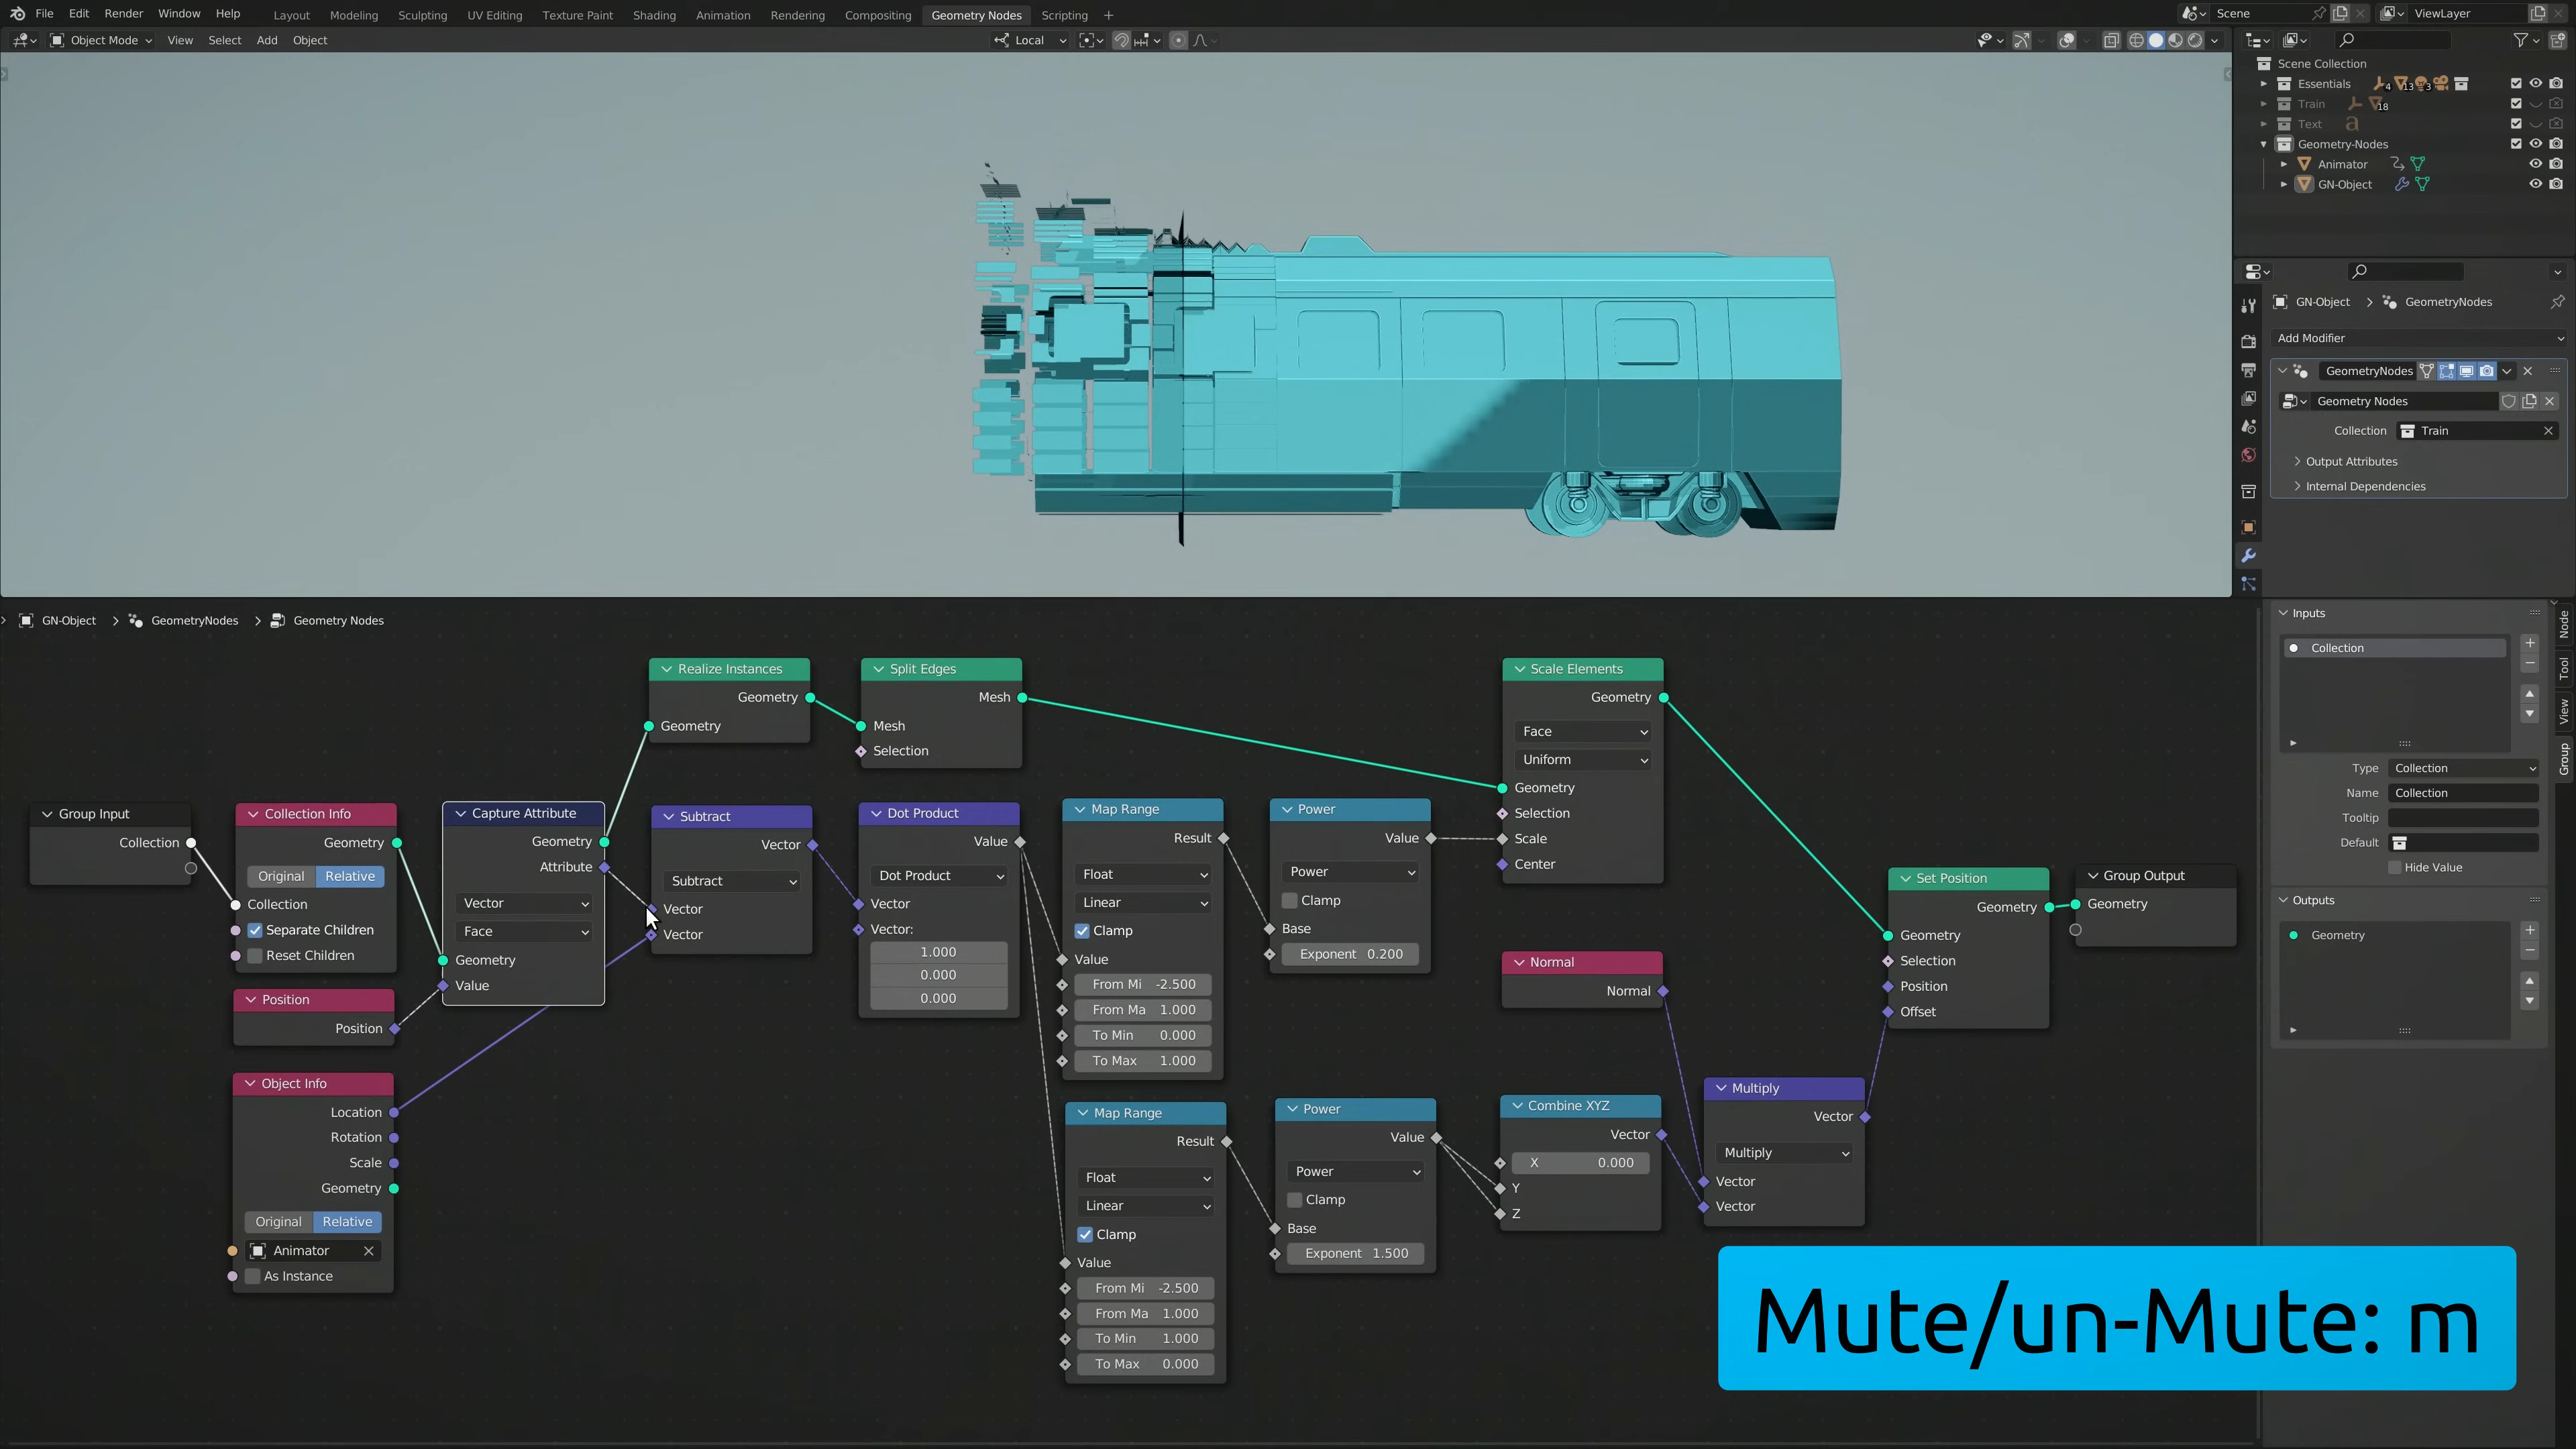 File Edit Render Window Help Layout Modeling Sculpting UV Editing Texture Paint Shading Animation Rendering Compositing Geometry Nodes Scripting + Scene ViewLayer
Object Mode View Select Add Object Local
Scene Collection
Essentials 4 13 3
Train 18
Text a
Geometry-Nodes
Animator
GN-Object
GN-Object > GeometryNodes
Add Modifier
GeometryNodes
Geometry Nodes
Collection Train
Output Attributes
Internal Dependencies
GN-Object > GeometryNodes > Geometry Nodes
Group Input
Collection
Collection Info
Geometry
Original Relative
Collection
Separate Children
Reset Children
Position
Position
Object Info
Location
Rotation
Scale
Geometry
Original Relative
Animator
As Instance
Capture Attribute
Geometry
Attribute
Vector
Face
Geometry
Value
Realize Instances
Geometry
Geometry
Subtract
Vector
Subtract
Vector
Vector
Split Edges
Mesh
Mesh
Selection
Dot Product
Value
Dot Product
Vector
Vector:
1.000
0.000
0.000
Map Range
Result
Float
Linear
Clamp
Value
From Mi -2.500
From Ma 1.000
To Min 0.000
To Max 1.000
Map Range
Result
Float
Linear
Clamp
Value
From Mi -2.500
From Ma 1.000
To Min 1.000
To Max 0.000
Power
Value
Power
Clamp
Base
Exponent 0.200
Power
Value
Power
Clamp
Base
Exponent 1.500
Scale Elements
Geometry
Face
Uniform
Geometry
Selection
Scale
Center
Normal
Normal
Combine XYZ
Vector
X 0.000
Y
Z
Multiply
Vector
Multiply
Vector
Vector
Set Position
Geometry
Geometry
Selection
Position
Offset
Group Output
Geometry
Inputs
Collection
Type Collection
Name Collection
Tooltip
Default
Hide Value
Outputs
Geometry
Node
Tool
View
Group
Mute/un-Mute: m